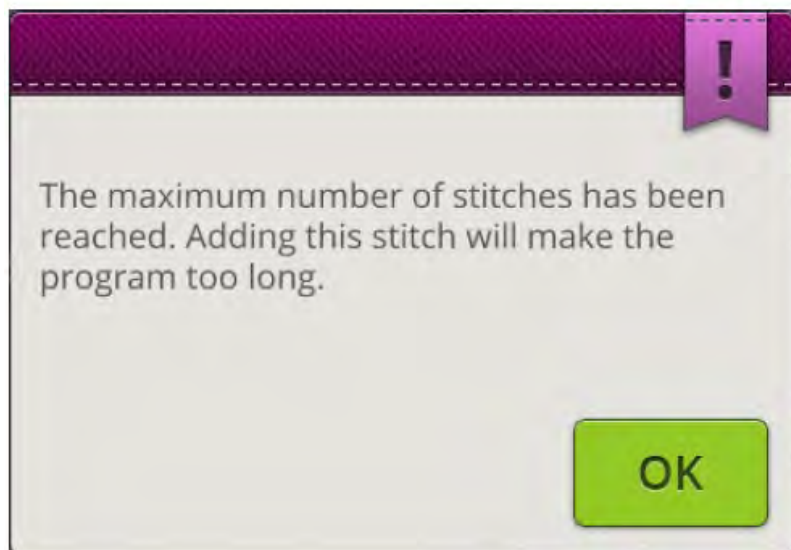 !
The maximum number of stitches has been
reached. Adding this stitch will make the
program too long.
OK